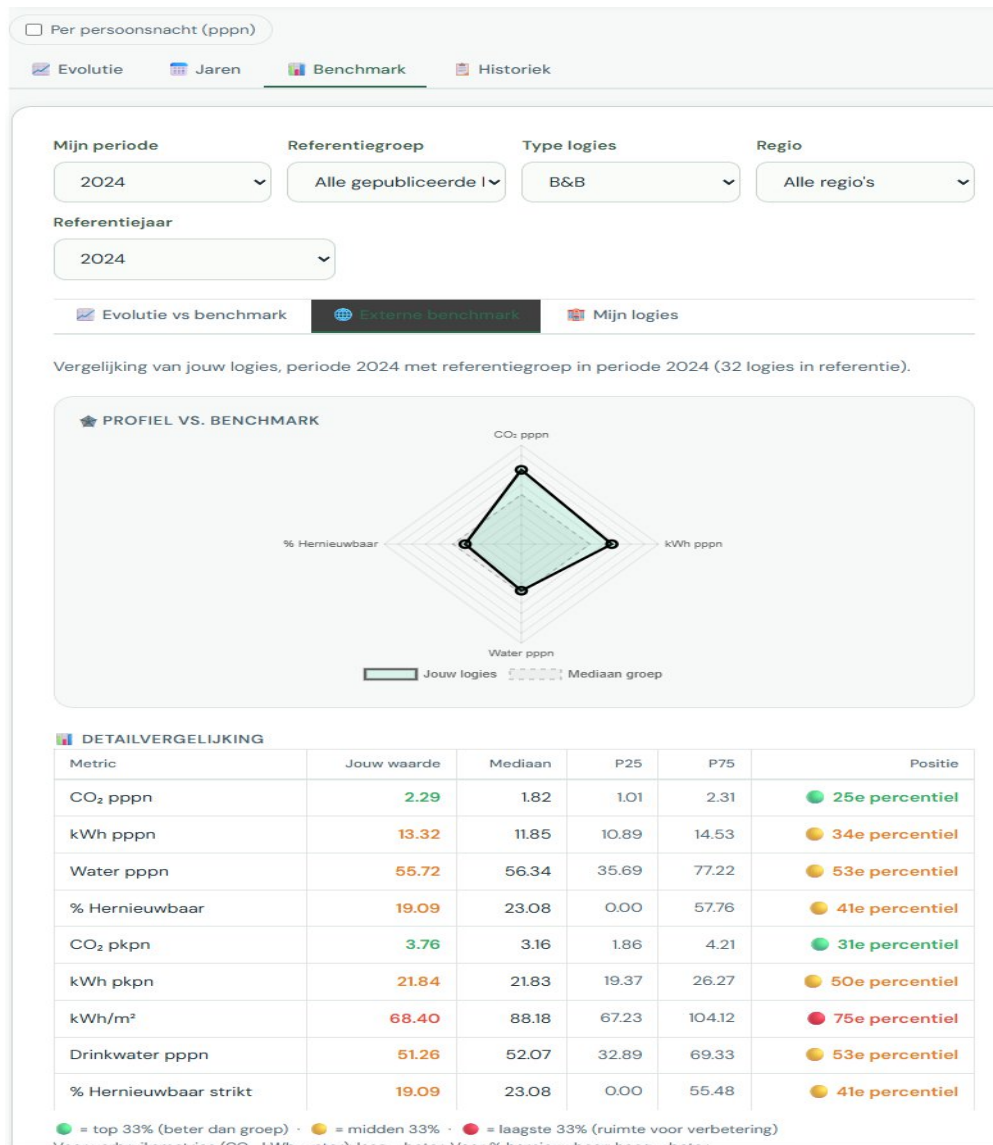 Per persoonsnacht (pppn)
Evolutie Jaren Benchmark Historiek
Mijn periode Referentiegroep Type logies Regio
2024 Alle gepubliceerde l B&B Alle regio's
Referentiejaar
2024
Evolutie vs benchmark Externe benchmark Mijn logies
Vergelijking van jouw logies, periode 2024 met referentiegroep in periode 2024 (32 logies in referentie).
PROFIEL VS. BENCHMARK
CO₂ pppn
% Hernieuwbaar kWh pppn
Water pppn
Jouw logies Mediaan groep
DETAILVERGELIJKING
Metric Jouw waarde Mediaan P25 P75 Positie
CO₂ pppn 2.29 1.82 1.01 2.31 25e percentiel
kWh pppn 13.32 11.85 10.89 14.53 34e percentiel
Water pppn 55.72 56.34 35.69 77.22 53e percentiel
% Hernieuwbaar 19.09 23.08 0.00 57.76 41e percentiel
CO₂ pkpn 3.76 3.16 1.86 4.21 31e percentiel
kWh pkpn 21.84 21.83 19.37 26.27 50e percentiel
kWh/m² 68.40 88.18 67.23 104.12 75e percentiel
Drinkwater pppn 51.26 52.07 32.89 69.33 53e percentiel
% Hernieuwbaar strikt 19.09 23.08 0.00 55.48 41e percentiel
= top 33% (beter dan groep) · = midden 33% · = laagste 33% (ruimte voor verbetering)